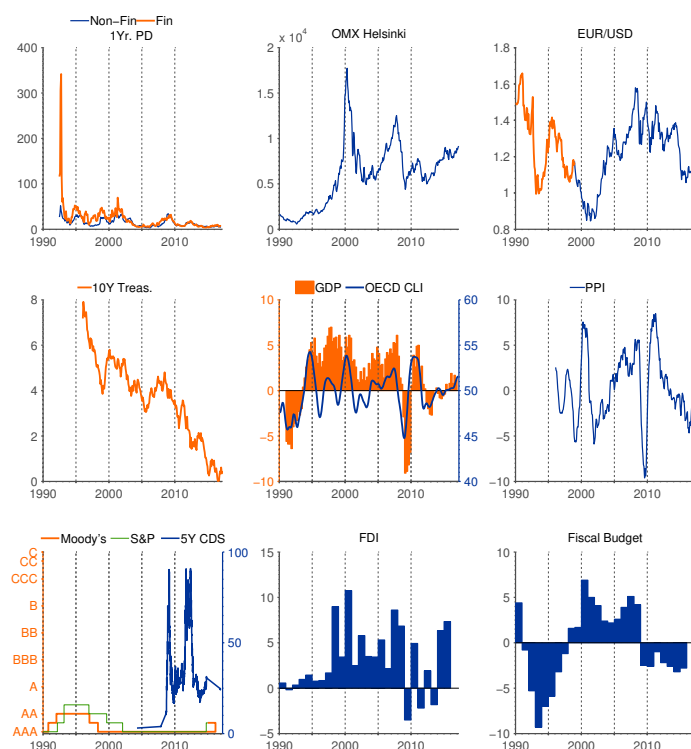 Non−Fin Fin
1Yr. PD
400
300
200
100
0
1990 2000 2010
OMX Helsinki
2 x 10^4
1.5
1
0.5
0
1990 2000 2010
EUR/USD
1.8
1.6
1.4
1.2
1
0.8
1990 2000 2010
10Y Treas.
8
6
4
2
0
1990 2000 2010
GDP OECD CLI
10 60
5 55
0 50
−5 45
−10 40
1990 2000 2010
PPI
10
5
0
−5
−10
1990 2000 2010
Moody's S&P 5Y CDS
C 100
CC
CCC
B
BB 50
BBB
A
AA
AAA 0
1990 2000 2010
FDI
15
10
5
0
−5
1990 2000 2010
Fiscal Budget
10
5
0
−5
−10
1990 2000 2010